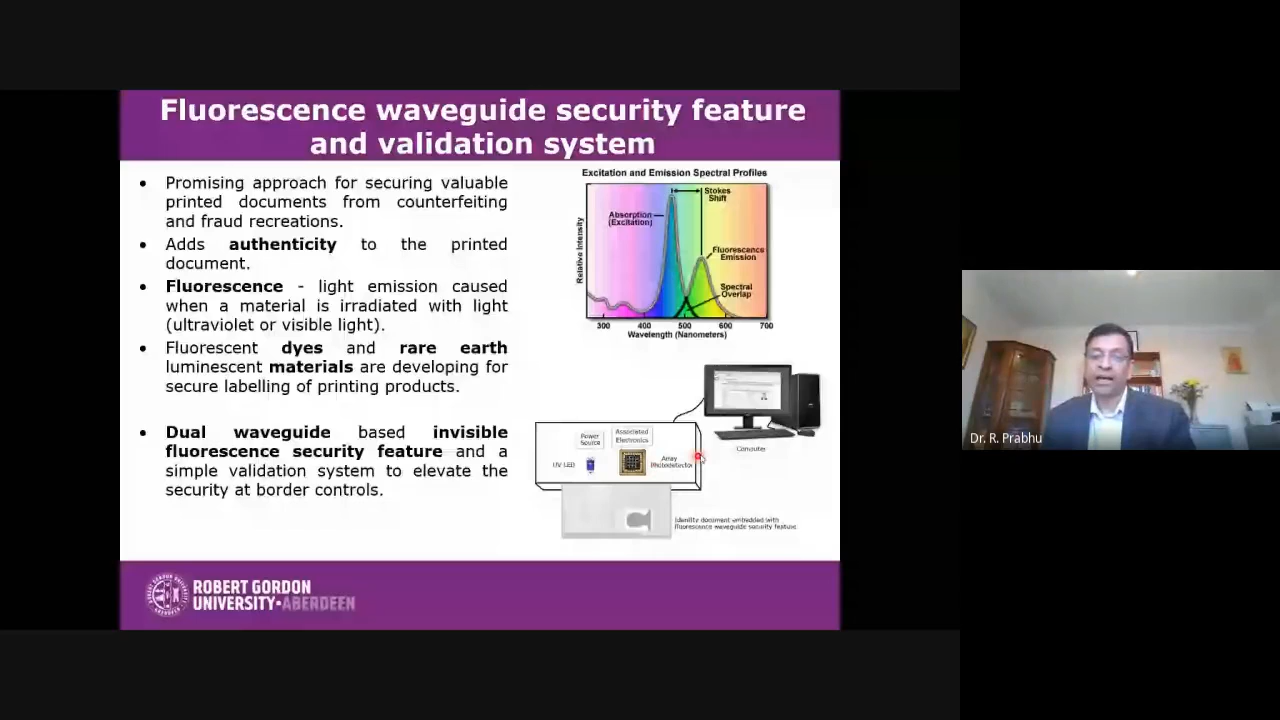 Fluorescence waveguide security feature
and validation system
• Promising approach for securing valuable
printed documents from counterfeiting
and fraud recreations.
• Adds authenticity to the printed
document.
• Fluorescence - light emission caused
when a material is irradiated with light
(ultraviolet or visible light).
• Fluorescent dyes and rare earth
luminescent materials are developing for
secure labelling of printing products.
• Dual waveguide based invisible
fluorescence security feature and a
simple validation system to elevate the
security at border controls.
Excitation and Emission Spectral Profiles
Stokes
Shift
Absorption
(Excitation)
Fluorescence
Emission
Spectral
Overlap
Relative Intensity
300 400 500 600 700
Wavelength (Nanometers)
Power
Source
Associated
Electronics
UV LED
Array
Photodetector
Computer
Identity document embedded with
fluorescence waveguide security feature
ROBERT GORDON
UNIVERSITY•ABERDEEN
Dr. R. Prabhu